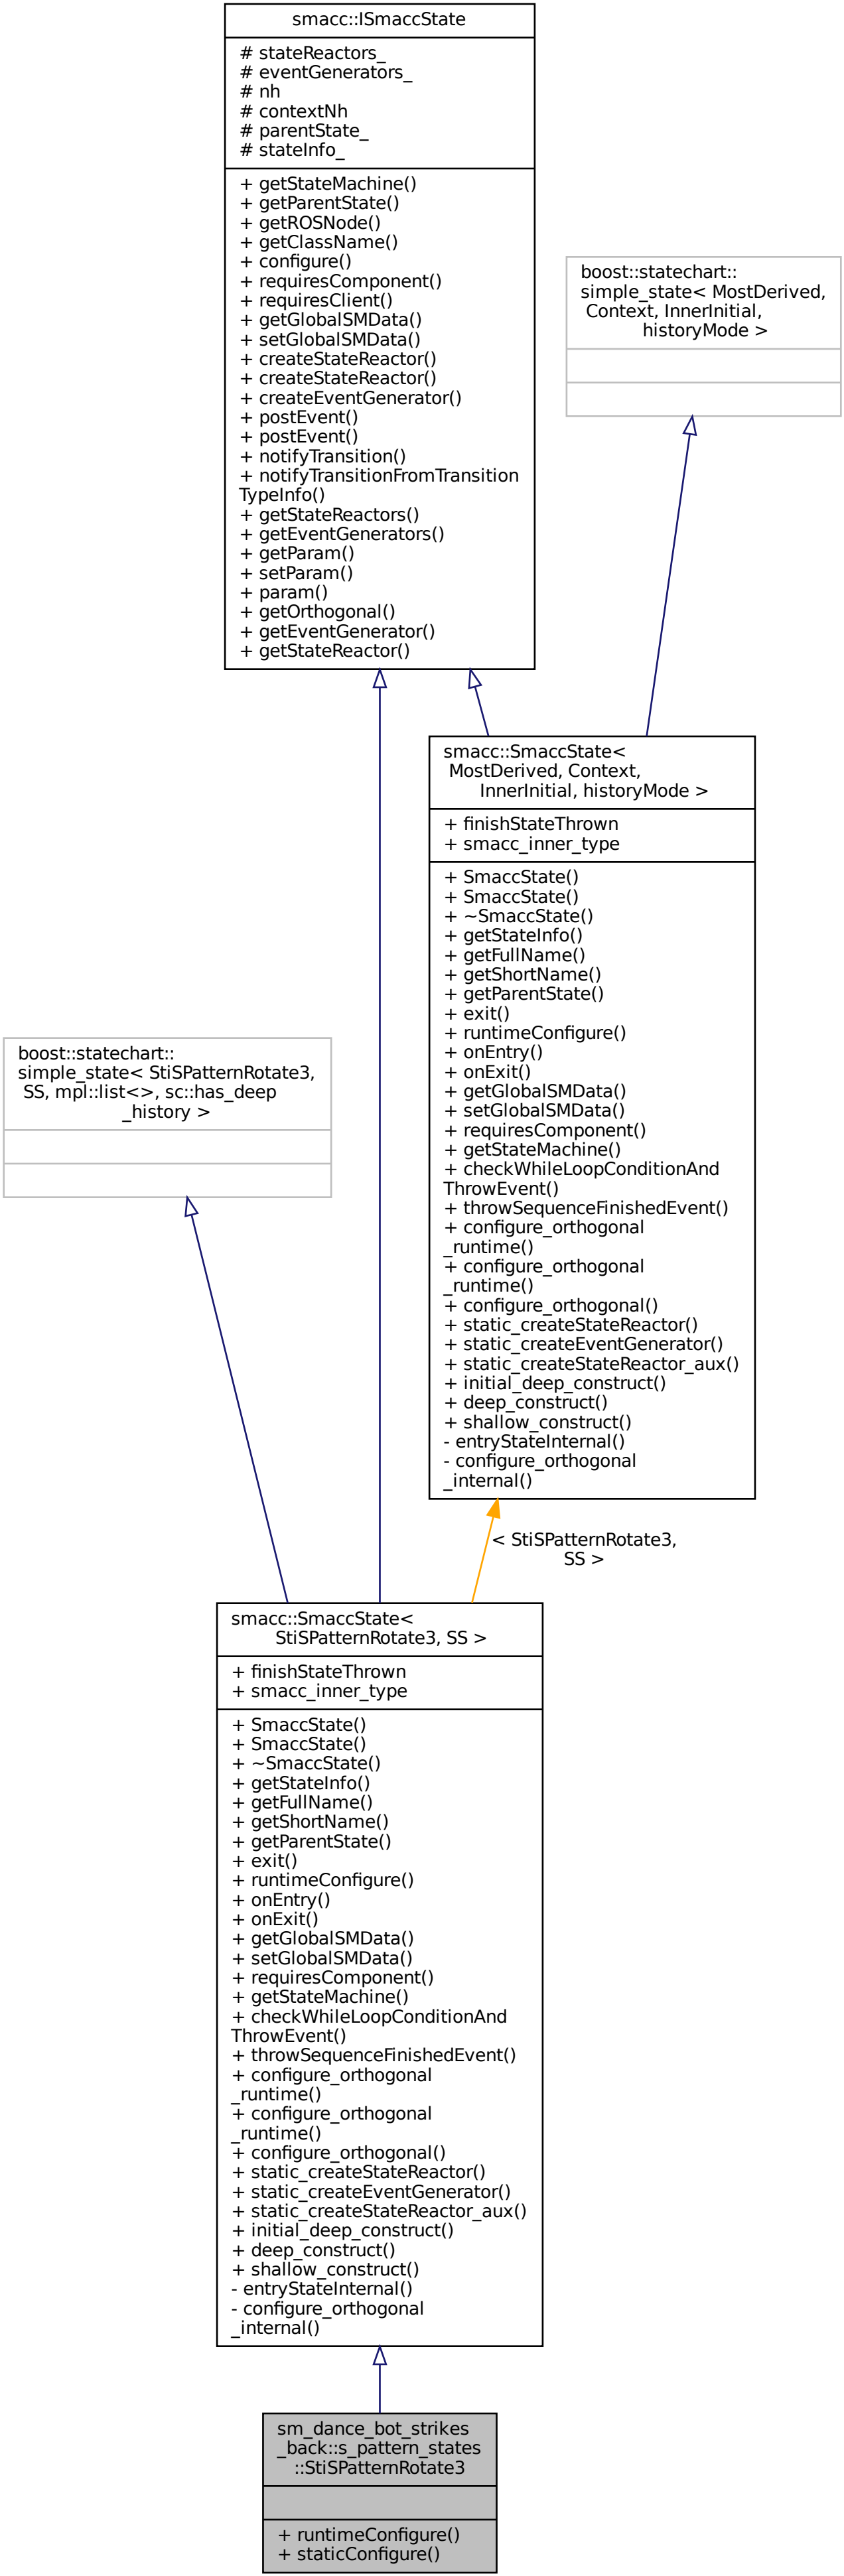 smacc::ISmaccState
# stateReactors_
# eventGenerators_
# nh
# contextNh
# parentState_
# stateInfo_
+ getStateMachine()
+ getParentState()
+ getROSNode()
+ getClassName()
+ configure()
+ requiresComponent()
+ requiresClient()
+ getGlobalSMData()
+ setGlobalSMData()
+ createStateReactor()
+ createStateReactor()
+ createEventGenerator()
+ postEvent()
+ postEvent()
+ notifyTransition()
+ notifyTransitionFromTransition
TypeInfo()
+ getStateReactors()
+ getEventGenerators()
+ getParam()
+ setParam()
+ param()
+ getOrthogonal()
+ getEventGenerator()
+ getStateReactor()
boost::statechart::
simple_state< MostDerived,
Context, InnerInitial,
historyMode >
smacc::SmaccState<
MostDerived, Context,
InnerInitial, historyMode >
+ finishStateThrown
+ smacc_inner_type
+ SmaccState()
+ SmaccState()
+ ~SmaccState()
+ getStateInfo()
+ getFullName()
+ getShortName()
+ getParentState()
+ exit()
+ runtimeConfigure()
+ onEntry()
+ onExit()
+ getGlobalSMData()
+ setGlobalSMData()
+ requiresComponent()
+ getStateMachine()
+ checkWhileLoopConditionAnd
ThrowEvent()
+ throwSequenceFinishedEvent()
+ configure_orthogonal
_runtime()
+ configure_orthogonal
_runtime()
+ configure_orthogonal()
+ static_createStateReactor()
+ static_createEventGenerator()
+ static_createStateReactor_aux()
+ initial_deep_construct()
+ deep_construct()
+ shallow_construct()
- entryStateInternal()
- configure_orthogonal
_internal()
boost::statechart::
simple_state< StiSPatternRotate3,
SS, mpl::list<>, sc::has_deep
_history >
< StiSPatternRotate3,
SS >
smacc::SmaccState<
StiSPatternRotate3, SS >
+ finishStateThrown
+ smacc_inner_type
+ SmaccState()
+ SmaccState()
+ ~SmaccState()
+ getStateInfo()
+ getFullName()
+ getShortName()
+ getParentState()
+ exit()
+ runtimeConfigure()
+ onEntry()
+ onExit()
+ getGlobalSMData()
+ setGlobalSMData()
+ requiresComponent()
+ getStateMachine()
+ checkWhileLoopConditionAnd
ThrowEvent()
+ throwSequenceFinishedEvent()
+ configure_orthogonal
_runtime()
+ configure_orthogonal
_runtime()
+ configure_orthogonal()
+ static_createStateReactor()
+ static_createEventGenerator()
+ static_createStateReactor_aux()
+ initial_deep_construct()
+ deep_construct()
+ shallow_construct()
- entryStateInternal()
- configure_orthogonal
_internal()
sm_dance_bot_strikes
_back::s_pattern_states
::StiSPatternRotate3
+ runtimeConfigure()
+ staticConfigure()